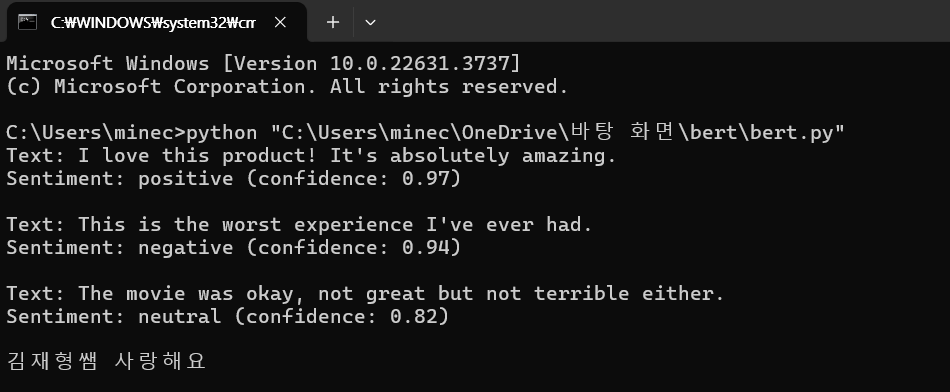 C:₩WINDOWS₩system32₩cm
Microsoft Windows [Version 10.0.22631.3737]
(c) Microsoft Corporation. All rights reserved.
C:\Users\minec>python "C:\Users\minec\OneDrive\바탕 화면\bert\bert.py"
Text: I love this product! It's absolutely amazing.
Sentiment: positive (confidence: 0.97)
Text: This is the worst experience I've ever had.
Sentiment: negative (confidence: 0.94)
Text: The movie was okay, not great but not terrible either.
Sentiment: neutral (confidence: 0.82)
김재형쌤 사랑해요